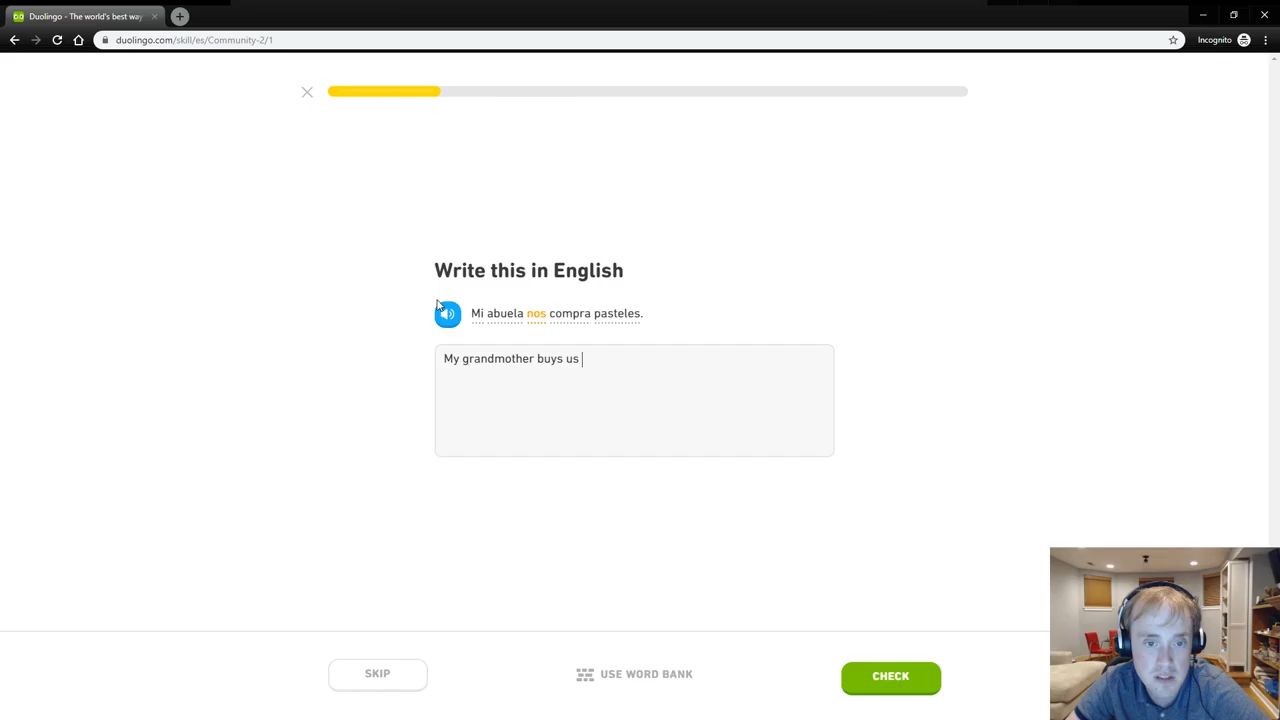 Duolingo - The world's best way
duolingo.com/skill/es/Community-2/1
Incognito
Write this in English
Mi abuela nos compra pasteles.
My grandmother buys us
SKIP
USE WORD BANK
CHECK